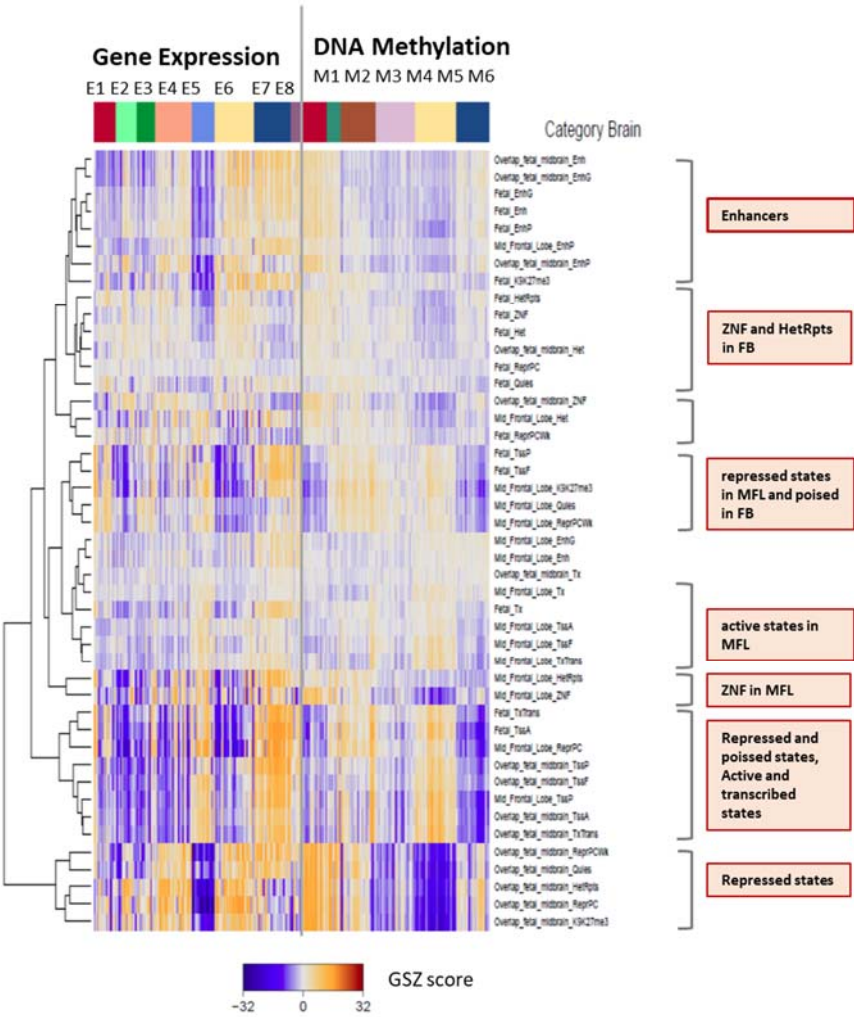 Gene Expression
DNA Methylation
E1 E2 E3 E4 E5 E6 E7 E8
M1 M2 M3 M4 M5 M6
Category Brain
Overlap_fetal_midbrain_Enh
Overlap_fetal_midbrain_EnhG
Fetal_EnhG
Fetal_Enh
Fetal_EnhP
Mid_Frontal_Lobe_EnhP
Overlap_fetal_midbrain_EnhP
Fetal_K9K27me3
Enhancers
Fetal_HetRpts
Fetal_ZNF
Fetal_Het
Overlap_fetal_midbrain_Het
Fetal_ReprPC
Fetal_Quies
ZNF and HetRpts
in FB
Overlap_fetal_midbrain_ZNF
Mid_Frontal_Lobe_Het
Fetal_ReprPCWk
Fetal_TssP
Fetal_TssF
Mid_Frontal_Lobe_K9K27me3
Mid_Frontal_Lobe_Quies
Mid_Frontal_Lobe_ReprPCWk
repressed states
in MFL and poised
in FB
Mid_Frontal_Lobe_EnhG
Mid_Frontal_Lobe_Enh
Overlap_fetal_midbrain_Tx
Mid_Frontal_Lobe_Tx
Fetal_Tx
Mid_Frontal_Lobe_TssA
Mid_Frontal_Lobe_TssF
Mid_Frontal_Lobe_TxTrans
active states in
MFL
Mid_Frontal_Lobe_HetRpts
Mid_Frontal_Lobe_ZNF
ZNF in MFL
Fetal_TxTrans
Fetal_TssA
Mid_Frontal_Lobe_ReprPC
Overlap_fetal_midbrain_TssP
Overlap_fetal_midbrain_TssF
Mid_Frontal_Lobe_TssP
Overlap_fetal_midbrain_TssA
Overlap_fetal_midbrain_TxTrans
Repressed and
poissed states,
Active and
transcribed
states
Overlap_fetal_midbrain_ReprPCWk
Overlap_fetal_midbrain_Quies
Overlap_fetal_midbrain_HetRpts
Overlap_fetal_midbrain_ReprPC
Overlap_fetal_midbrain_K9K27me3
Repressed states
GSZ score
−32 0 32